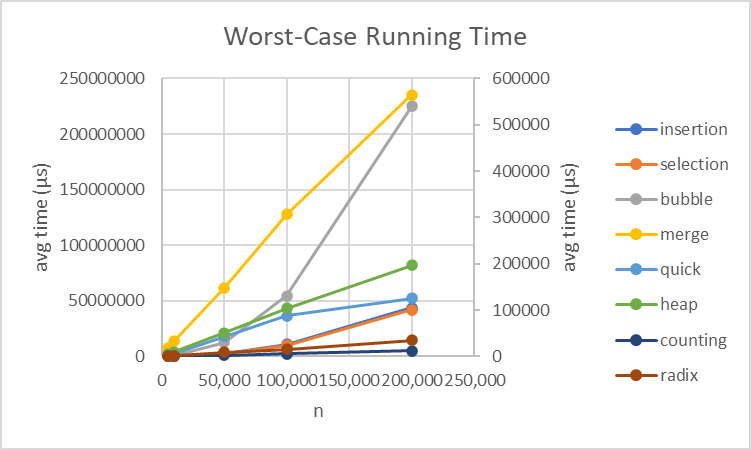 Worst-Case Running Time
250000000
200000000
150000000
100000000
50000000
0
avg time (µs)
600000
500000
400000
300000
200000
100000
0
avg time (µs)
0
50,000
100,000
150,000
200,000
250,000
n
insertion
selection
bubble
merge
quick
heap
counting
radix